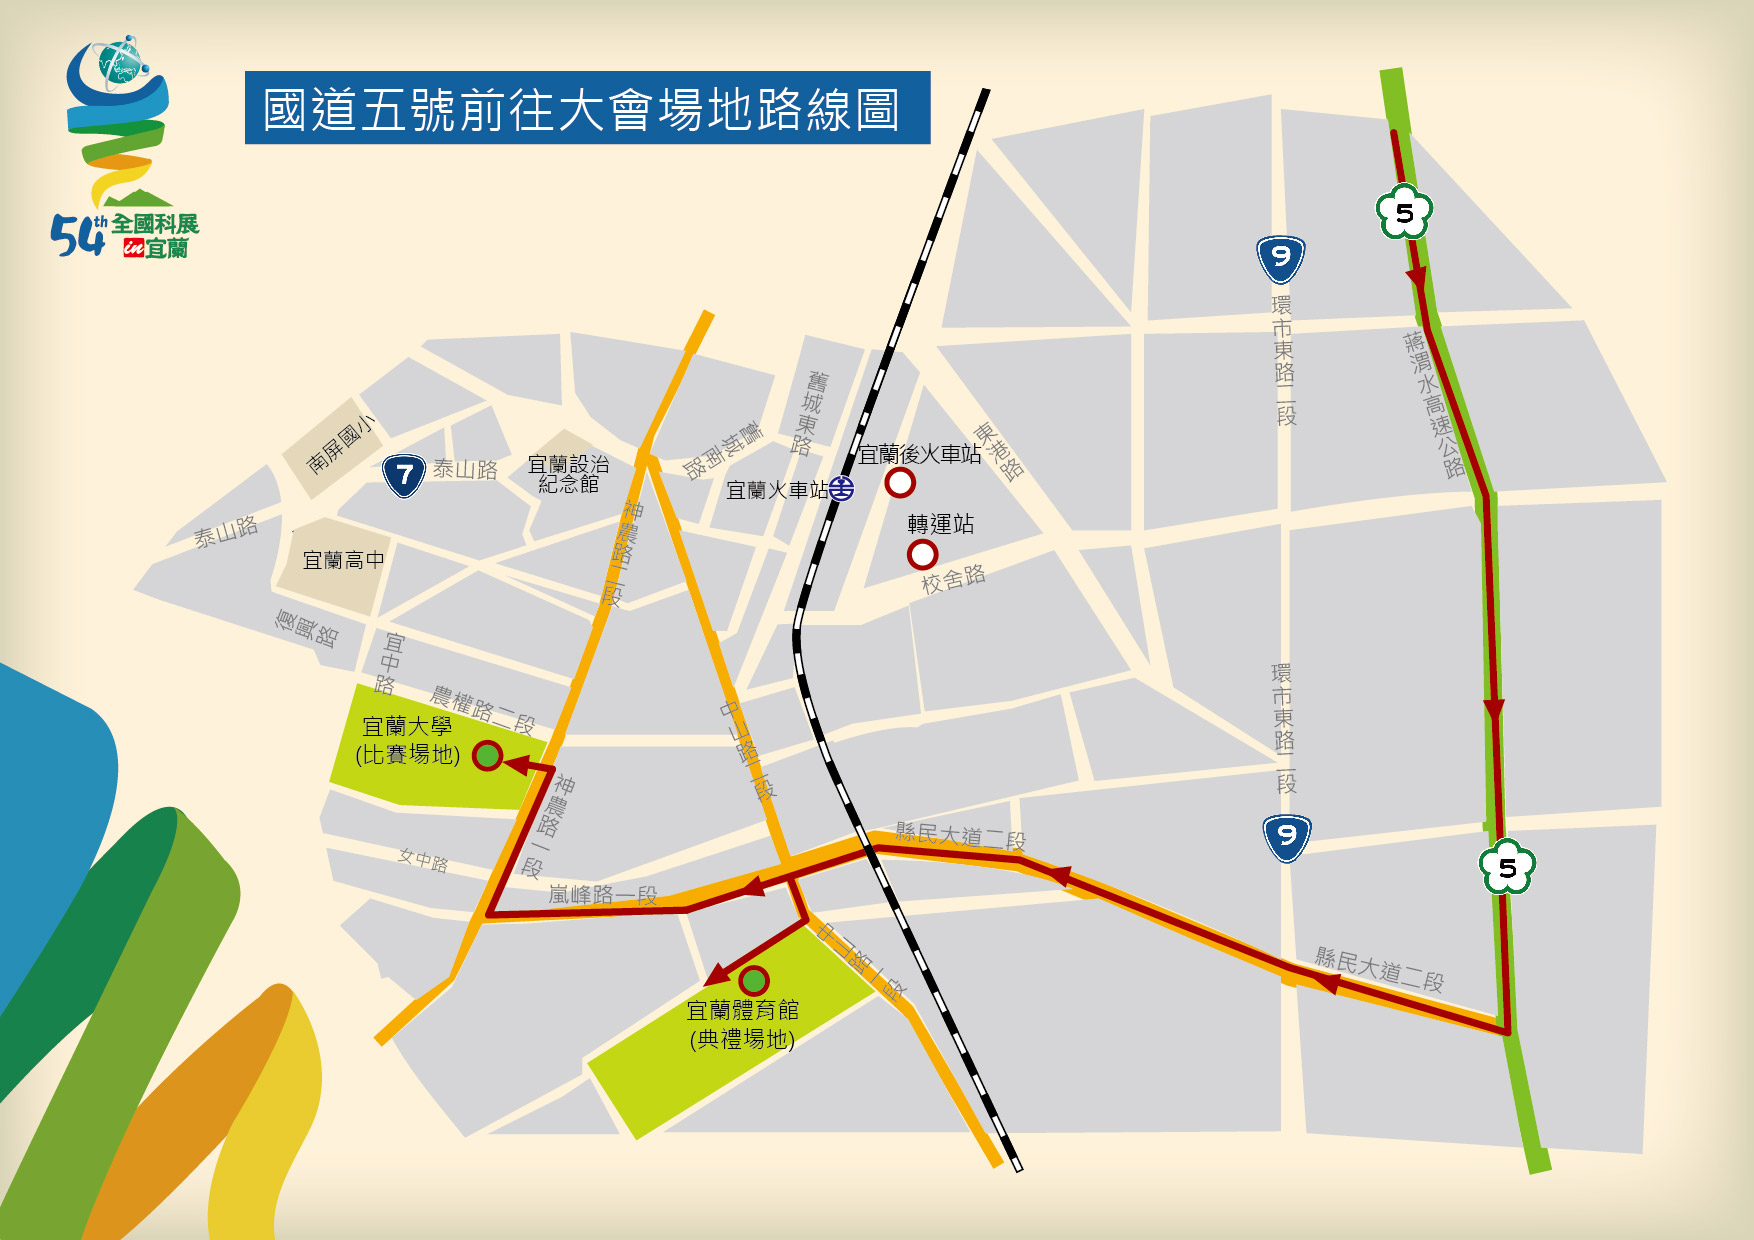 國道五號前往大會場地路線圖
54th 全國科展
in 宜蘭
5
9
環市東路二段
蔣渭水高速公路
舊城東路
舊城南路
東港路
南屏國小
7
泰山路
宜蘭設治
紀念館
宜蘭後火車站
宜蘭火車站
轉運站
泰山路
宜蘭高中
神農路二段
校舍路
復興路
宜中路
農權路二段
宜蘭大學
(比賽場地)
中山路二段
環市東路二段
神農路一段
9
縣民大道二段
5
女中路
嵐峰路一段
中山路一段
縣民大道二段
宜蘭體育館
(典禮場地)